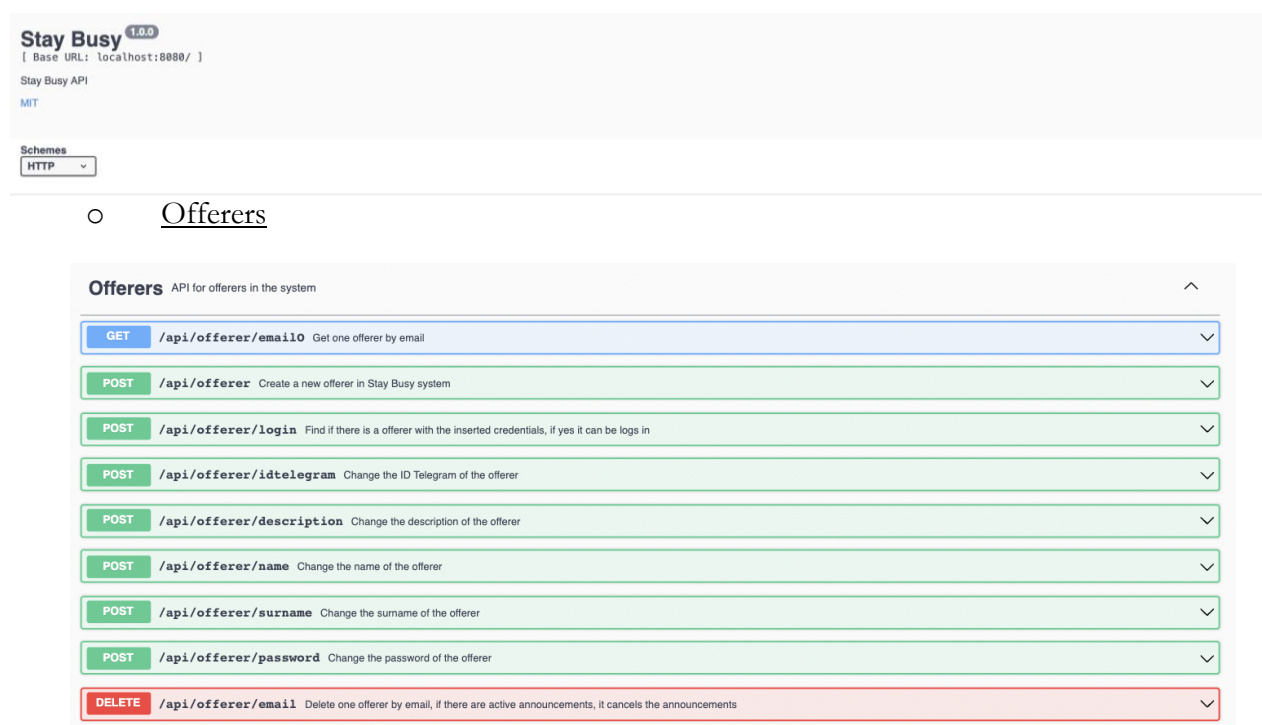 Stay Busy 1.0.0
[ Base URL: localhost:8080/ ]
Stay Busy API
MIT
Schemes
HTTP
o Offerers
Offerers API for offerers in the system
GET /api/offerer/emailO Get one offerer by email
POST /api/offerer Create a new offerer in Stay Busy system
POST /api/offerer/login Find if there is a offerer with the inserted credentials, if yes it can be logs in
POST /api/offerer/idtelegram Change the ID Telegram of the offerer
POST /api/offerer/description Change the description of the offerer
POST /api/offerer/name Change the name of the offerer
POST /api/offerer/surname Change the surname of the offerer
POST /api/offerer/password Change the password of the offerer
DELETE /api/offerer/email Delete one offerer by email, if there are active announcements, it cancels the announcements